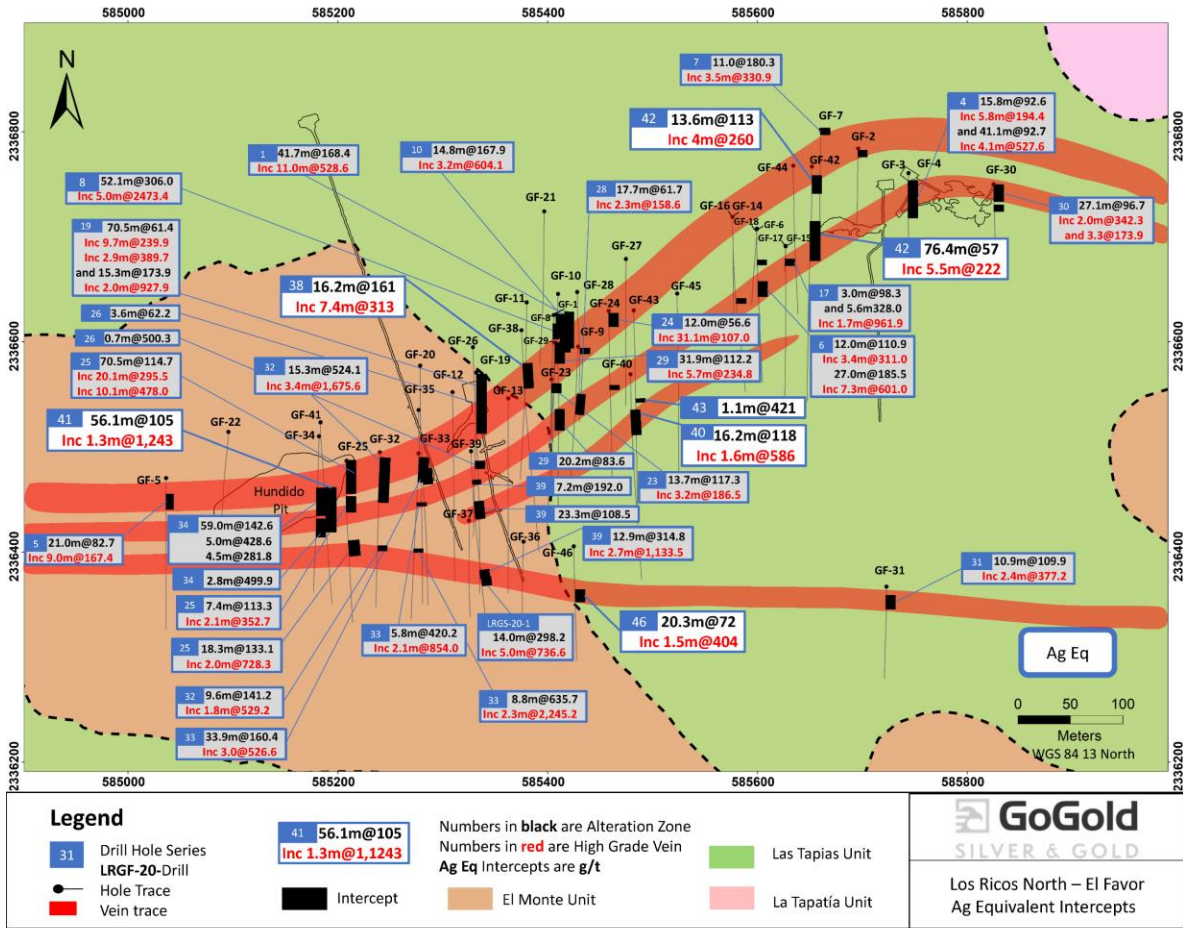 585000
585200
585400
585600
585800
2336800
2336600
2336400
2336200
N
7 11.0m@180.3
Inc 3.5m@330.9
42 13.6m@113
Inc 4m@260
4 15.8m@92.6
Inc 5.8m@194.4
and 41.1m@92.7
Inc 4.1m@527.6
1 41.7m@168.4
Inc 11.0m@528.6
10 14.8m@167.9
Inc 3.2m@604.1
8 52.1m@306.0
Inc 5.0m@2473.4
28 17.7m@61.7
Inc 2.3m@158.6
30 27.1m@96.7
Inc 2.0m@342.3
and 3.3@173.9
19 70.5m@61.4
Inc 9.7m@239.9
Inc 2.9m@389.7
and 15.3m@173.9
Inc 2.0m@927.9
42 76.4m@57
Inc 5.5m@222
38 16.2m@161
Inc 7.4m@313
17 3.0m@98.3
and 5.6m328.0
Inc 1.7m@961.9
26 3.6m@62.2
26 0.7m@500.3
24 12.0m@56.6
Inc 31.1m@107.0
6 12.0m@110.9
Inc 3.4m@311.0
27.0m@185.5
Inc 7.3m@601.0
25 70.5m@114.7
Inc 20.1m@295.5
Inc 10.1m@478.0
32 15.3m@524.1
Inc 3.4m@1,675.6
29 31.9m@112.2
Inc 5.7m@234.8
41 56.1m@105
Inc 1.3m@1,243
43 1.1m@421
40 16.2m@118
Inc 1.6m@586
29 20.2m@83.6
39 7.2m@192.0
23 13.7m@117.3
Inc 3.2m@186.5
39 23.3m@108.5
39 12.9m@314.8
Inc 2.7m@1,133.5
5 21.0m@82.7
Inc 9.0m@167.4
34 59.0m@142.6
5.0m@428.6
4.5m@281.8
34 2.8m@499.9
31 10.9m@109.9
Inc 2.4m@377.2
25 7.4m@113.3
Inc 2.1m@352.7
25 18.3m@133.1
Inc 2.0m@728.3
33 5.8m@420.2
Inc 2.1m@854.0
LRGS-20-1
14.0m@298.2
Inc 5.0m@736.6
46 20.3m@72
Inc 1.5m@404
32 9.6m@141.2
Inc 1.8m@529.2
33 8.8m@635.7
Inc 2.3m@2,245.2
33 33.9m@160.4
Inc 3.0@526.6
GF-7
GF-2
GF-44
GF-42
GF-3
GF-4
GF-30
GF-21
GF-16
GF-14
GF-18
GF-6
GF-17
GF-15
GF-27
GF-10
GF-28
GF-45
GF-11
GF-1
GF-8
GF-24
GF-43
GF-38
GF-29
GF-9
GF-26
GF-20
GF-19
GF-23
GF-40
GF-12
GF-13
GF-35
GF-22
GF-41
GF-34
GF-25
GF-32
GF-33
GF-39
GF-5
Hundido
Pit
GF-37
GF-36
GF-46
GF-31
Ag Eq
0 50 100
Meters
WGS 84 13 North
585000
585200
585400
585600
585800
2336800
2336600
2336400
2336200
Legend
31 Drill Hole Series
LRGF-20-Drill
Hole Trace
Vein trace
41 56.1m@105
Inc 1.3m@1,1243
Intercept
Numbers in black are Alteration Zone
Numbers in red are High Grade Vein
Ag Eq Intercepts are g/t
El Monte Unit
Las Tapias Unit
La Tapatía Unit
GoGold
SILVER & GOLD
Los Ricos North – El Favor
Ag Equivalent Intercepts